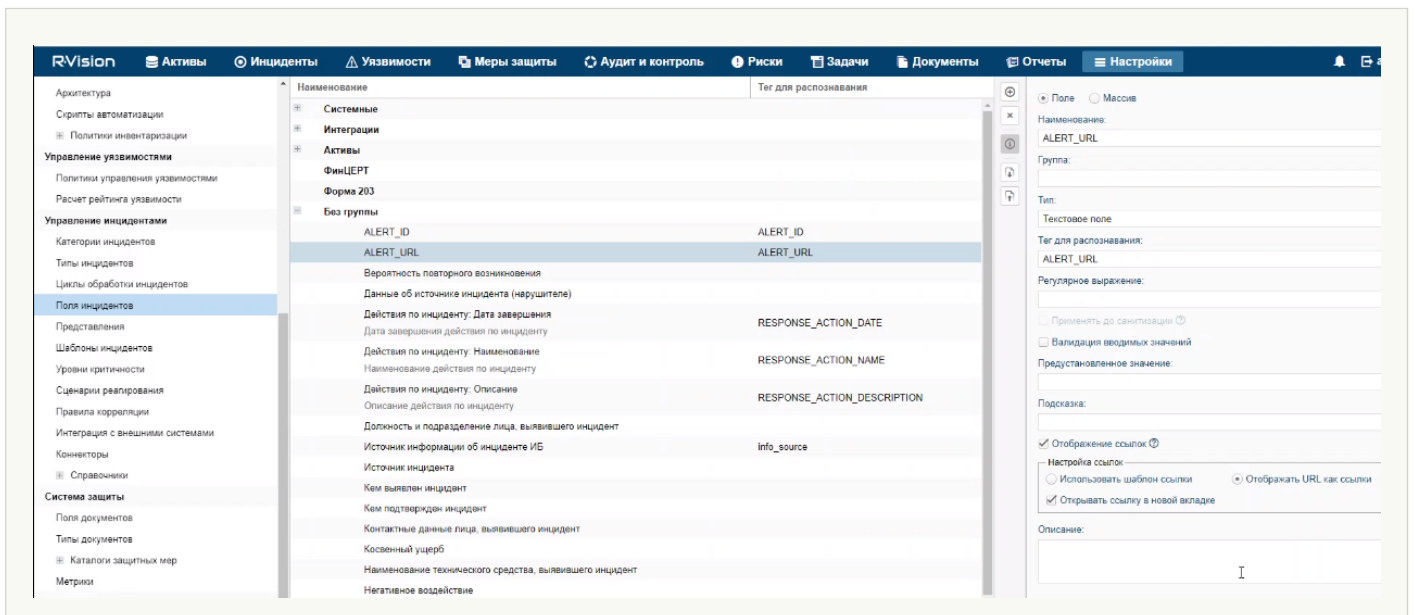 R·Vision Активы Инциденты Уязвимости Меры защиты Аудит и контроль Риски Задачи Документы Отчеты Настройки
Архитектура
Скрипты автоматизации
Политики инвентаризации
Управление уязвимостями
Политики управления уязвимостями
Расчет рейтинга уязвимости
Управление инцидентами
Категории инцидентов
Типы инцидентов
Циклы обработки инцидентов
Поля инцидентов
Представления
Шаблоны инцидентов
Уровни критичности
Сценарии реагирования
Правила корреляции
Интеграция с внешними системами
Коннекторы
Справочники
Система защиты
Поля документов
Типы документов
Каталоги защитных мер
Метрики
Наименование Тег для распознавания
Системные
Интеграции
Активы
ФинЦЕРТ
Форма 203
Без группы
ALERT_ID ALERT_ID
ALERT_URL ALERT_URL
Вероятность повторного возникновения
Данные об источнике инцидента (нарушителе)
Действия по инциденту: Дата завершения
Дата завершения действия по инциденту RESPONSE_ACTION_DATE
Действия по инциденту: Наименование
Наименование действия по инциденту RESPONSE_ACTION_NAME
Действия по инциденту: Описание
Описание действия по инциденту RESPONSE_ACTION_DESCRIPTION
Должность и подразделение лица, выявившего инцидент
Источник информации об инциденте ИБ info_source
Источник инцидента
Кем выявлен инцидент
Кем подтвержден инцидент
Контактные данные лица, выявившего инцидент
Косвенный ущерб
Наименование технического средства, выявившего инцидент
Негативное воздействие
Поле Массив
Наименование:
ALERT_URL
Группа:
Тип:
Текстовое поле
Тег для распознавания:
ALERT_URL
Регулярное выражение:
Применять до санитизации
Валидация вводимых значений
Предустановленное значение:
Подсказка:
Отображение ссылок
Настройка ссылок
Использовать шаблон ссылки Отображать URL как ссылки
Открывать ссылку в новой вкладке
Описание: